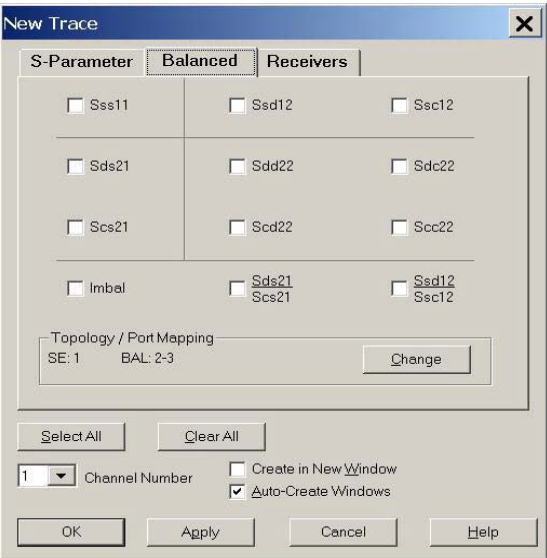 New Trace
S-Parameter Balanced Receivers
Sss11 Ssd12 Ssc12
Sds21 Sdd22 Sdc22
Scs21 Scd22 Scc22
Imbal Sds21 Ssd12
Scs21 Ssc12
Topology / Port Mapping
SE: 1 BAL: 2-3
Change
Select All Clear All
1 Channel Number
Create in New Window
Auto-Create Windows
OK Apply Cancel Help